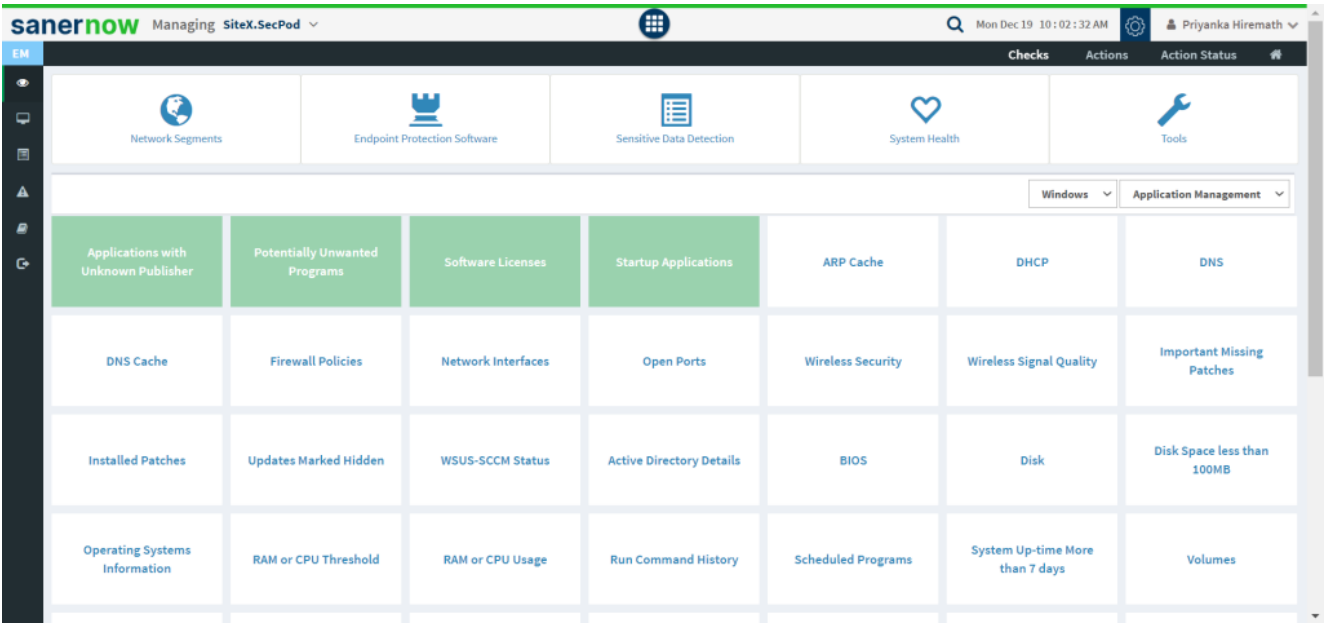 sanernow Managing SiteX.SecPod Mon Dec 19 10:02:32 AM Priyanka Hiremath
EM Checks Actions Action Status
Network Segments Endpoint Protection Software Sensitive Data Detection System Health Tools
Windows Application Management
Applications with
Unknown Publisher
Potentially Unwanted
Programs
Software Licenses
Startup Applications
ARP Cache
DHCP
DNS
DNS Cache
Firewall Policies
Network Interfaces
Open Ports
Wireless Security
Wireless Signal Quality
Important Missing
Patches
Installed Patches
Updates Marked Hidden
WSUS-SCCM Status
Active Directory Details
BIOS
Disk
Disk Space less than
100MB
Operating Systems
Information
RAM or CPU Threshold
RAM or CPU Usage
Run Command History
Scheduled Programs
System Up-time More
than 7 days
Volumes